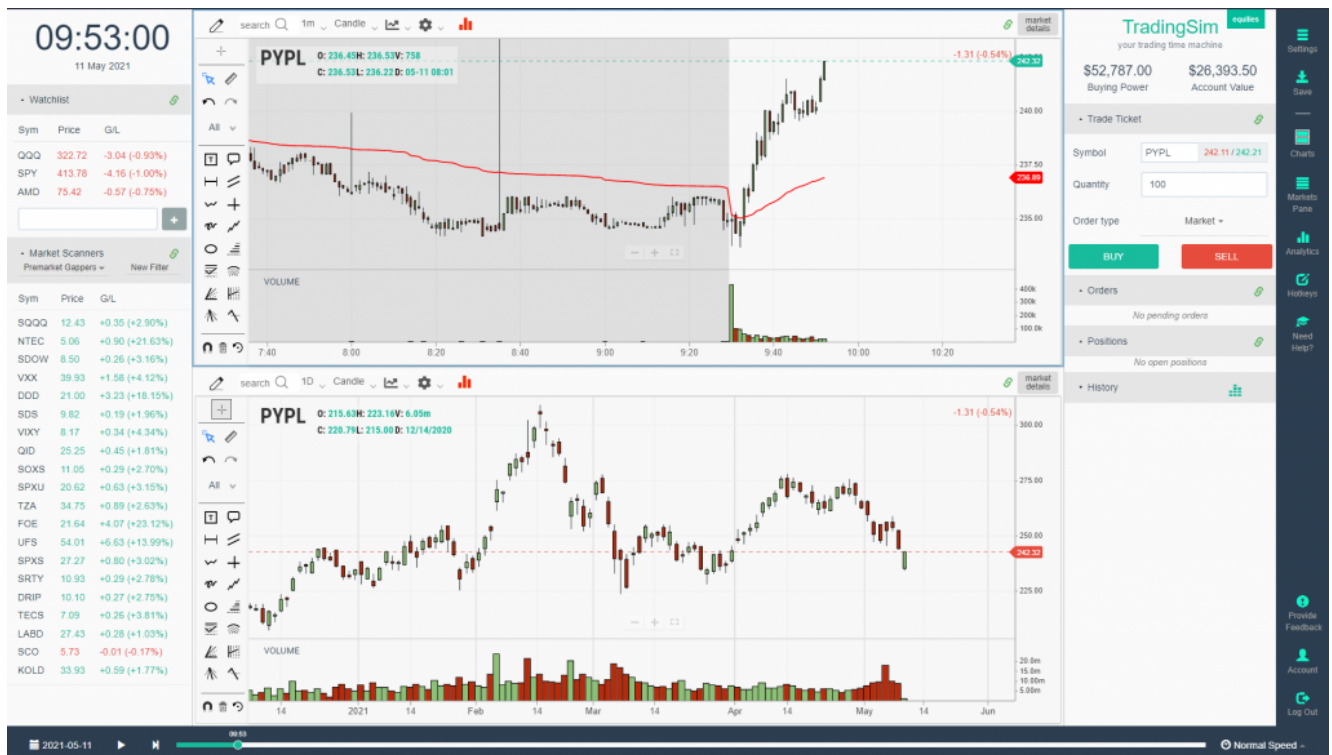 09:53:00
11 May 2021
Watchlist
Sym Price G/L
QQQ 322.72 -3.04 (-0.93%)
SPY 413.78 -4.16 (-1.00%)
AMD 75.42 -0.57 (-0.75%)
+
Market Scanners
Premarket Gappers New Filter
Sym Price G/L
SQQQ 12.43 +0.35 (+2.90%)
NTEC 5.06 +0.90 (+21.63%)
SDOW 8.50 +0.26 (+3.16%)
VXX 39.93 +1.58 (+4.12%)
DDD 21.00 +3.23 (+18.15%)
SDS 9.82 +0.19 (+1.96%)
VIXY 8.17 +0.34 (+4.34%)
QID 25.25 +0.45 (+1.81%)
SOXS 11.05 +0.29 (+2.70%)
SPXU 20.62 +0.63 (+3.15%)
TZA 34.75 +0.89 (+2.63%)
FOE 21.64 +4.07 (+23.12%)
UFS 54.01 +6.63 (+13.99%)
SPXS 27.27 +0.80 (+3.02%)
SRTY 10.93 +0.29 (+2.78%)
DRIP 10.10 +0.27 (+2.75%)
TECS 7.09 +0.26 (+3.81%)
LABD 27.43 +0.28 (+1.03%)
SCO 5.73 -0.01 (-0.17%)
KOLD 33.93 +0.59 (+1.77%)
search 1m Candle market details
PYPL O: 236.45H: 236.53V: 758
C: 236.53L: 236.22 D: 05-11 08:01
-1.31 (-0.54%)
All
242.32
240.00
237.50
236.89
235.00
VOLUME
400k
300k
200k
100.0k
7:40 8:00 8:20 8:40 9:00 9:20 9:40 10:00 10:20
search 1D Candle market details
PYPL O: 215.63H: 223.16V: 6.05m
C: 220.79L: 215.00 D: 12/14/2020
-1.31 (-0.54%)
All
300.00
275.00
250.00
242.32
225.00
VOLUME
20.0m
15.0m
10.00m
5.00m
14 2021 14 Feb 14 Mar 14 Apr 14 May 14 Jun
TradingSim equities
your trading time machine
$52,787.00 $26,393.50
Buying Power Account Value
Trade Ticket
Symbol PYPL 242.11 / 242.21
Quantity 100
Order type Market
BUY SELL
Orders
No pending orders
Positions
No open positions
History
Settings
Save
Charts
Markets Pane
Analytics
Hotkeys
Need Help?
Provide Feedback
Account
Log Out
2021-05-11 09:53 Normal Speed